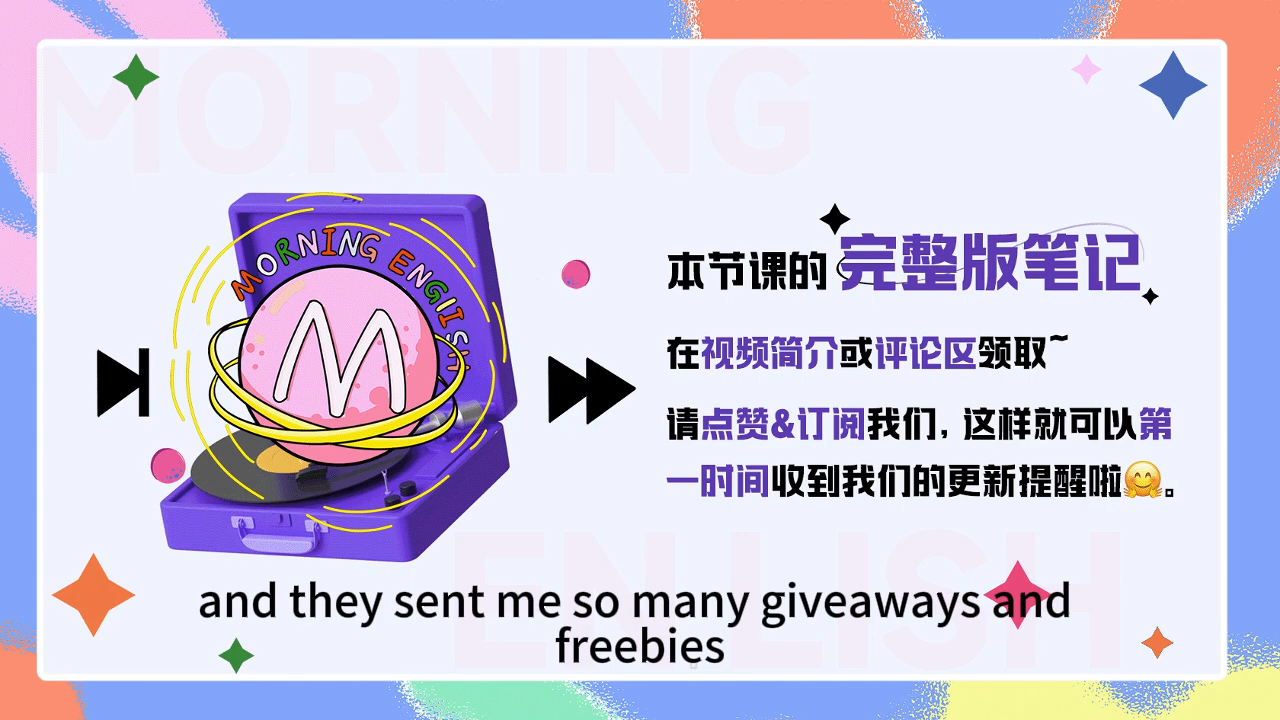 MORNING
MORNING ENGlISH
M
本节课的 完整版笔记
在视频简介或评论区领取~
请点赞&订阅我们，这样就可以第
一时间收到我们的更新提醒啦🤗。
ENLISH
and they sent me so many giveaways and
freebies